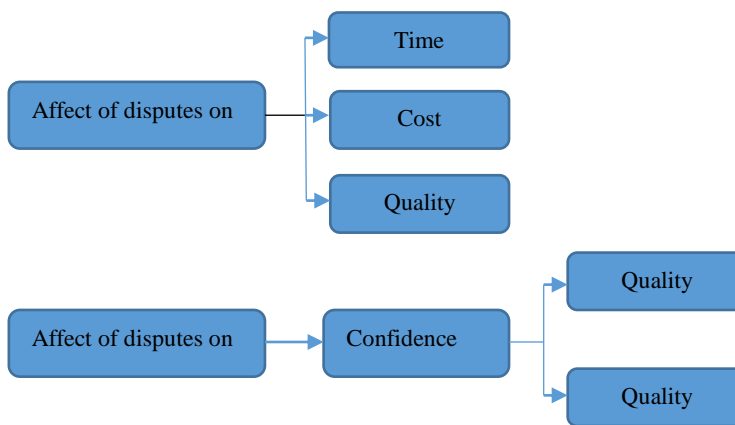 Time
Affect of disputes on
Cost
Quality
Quality
Affect of disputes on
Confidence
Quality